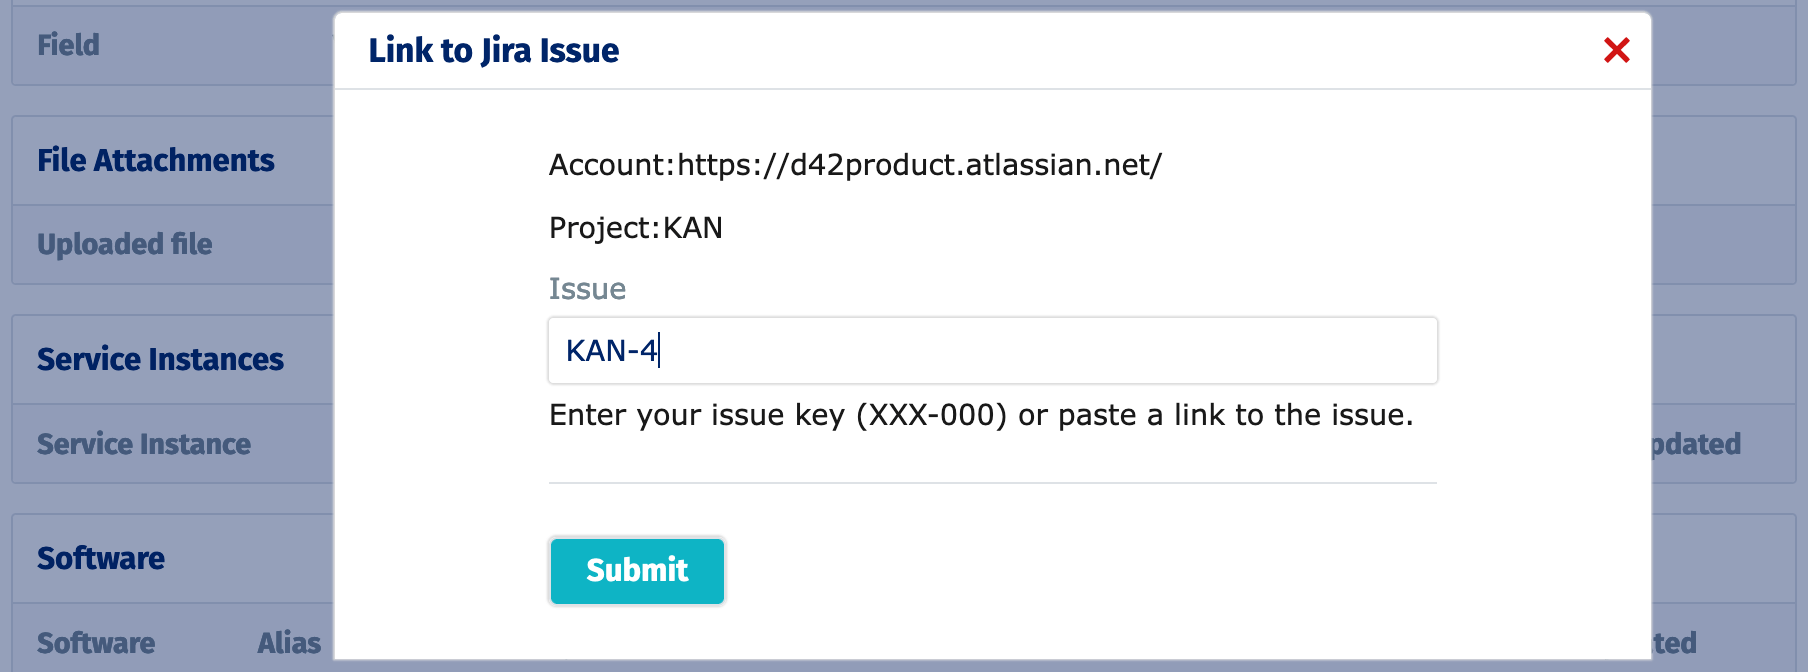 Field
Link to Jira Issue
File Attachments
Account:https://d42product.atlassian.net/
Project:KAN
Uploaded file
Issue
KAN-4
Service Instances
Enter your issue key (XXX-000) or paste a link to the issue.
Service Instance
pdated
Software
Submit
Software Alias
ted